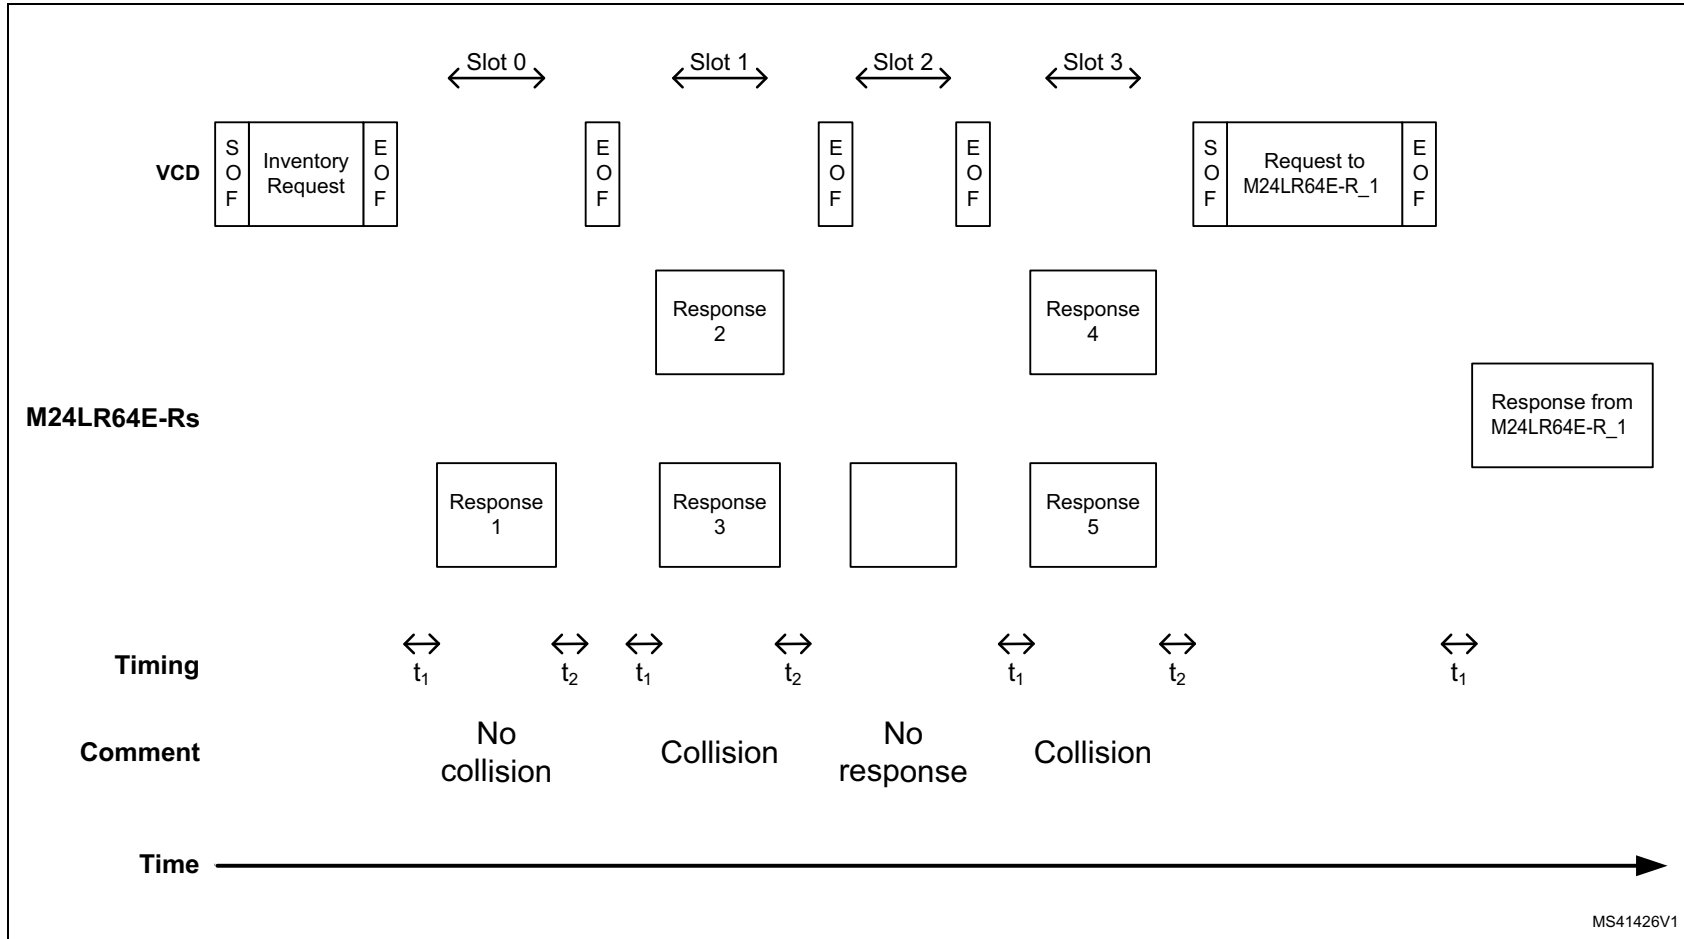 Slot 0
Slot 1
Slot 2
Slot 3
VCD
S
O
F
Inventory
Request
E
O
F
E
O
F
E
O
F
E
O
F
S
O
F
Request to
M24LR64E-R_1
E
O
F
Response
2
Response
4
M24LR64E-Rs
Response from
M24LR64E-R_1
Response
1
Response
3
Response
5
Timing
t₁
t₂
t₁
t₂
t₁
t₂
t₁
Comment
No
collision
Collision
No
response
Collision
Time
MS41426V1